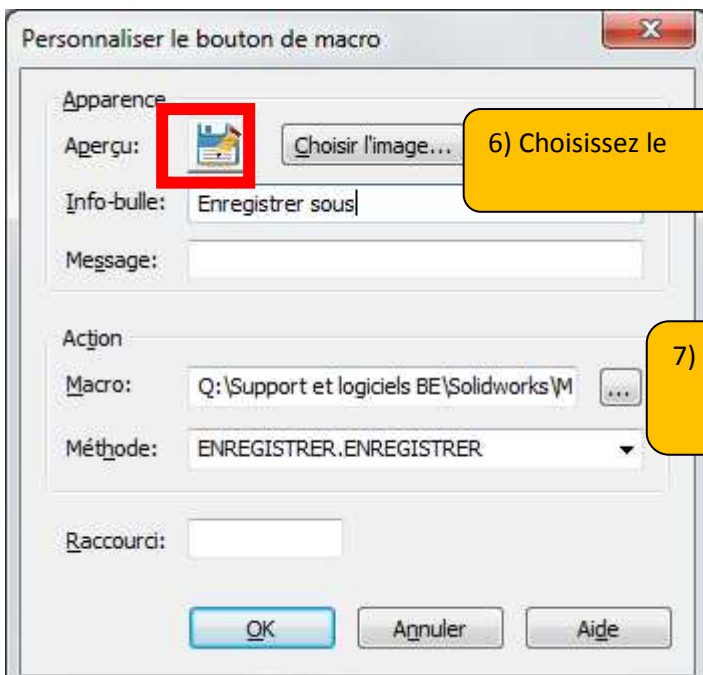 Personnaliser le bouton de macro
Apparence
Aperçu:
Choisir l'image...
6) Choisissez le
Info-bulle:
Enregistrer sous
Message:
Action
7)
Macro:
Q:\Support et logiciels BE\Solidworks\M
...
Méthode:
ENREGISTRER.ENREGISTRER
Raccourci:
OK
Annuler
Aide